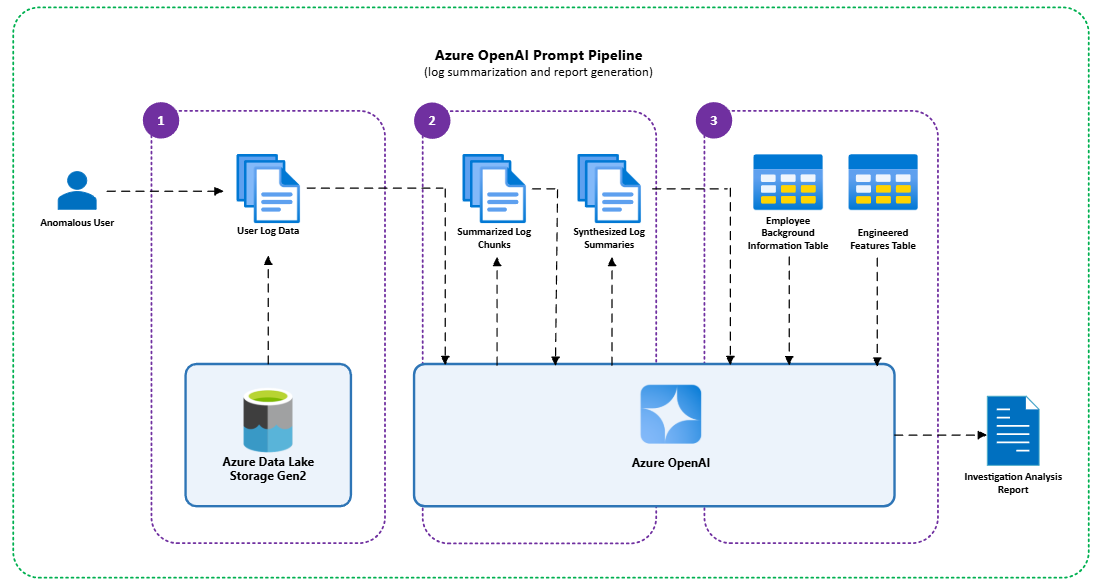 Azure OpenAI Prompt Pipeline
(log summarization and report generation)
1
2
3
Anomalous User
User Log Data
Summarized Log
Chunks
Synthesized Log
Summaries
Employee
Background
Information Table
Engineered
Features Table
Azure Data Lake
Storage Gen2
Azure OpenAI
Investigation Analysis
Report